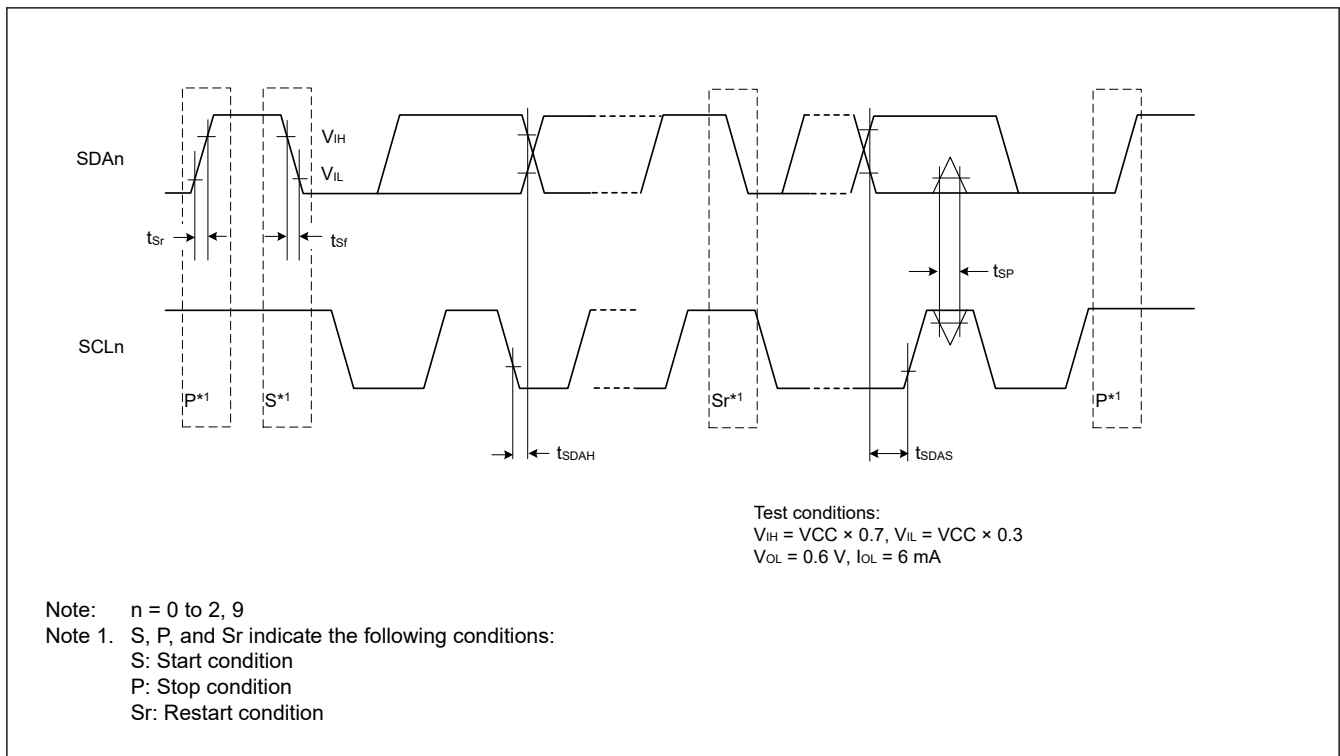 SDAn
VIH
VIL
tSr
tSf
tSP
SCLn
P*1
S*1
Sr*1
P*1
tSDAH
tSDAS
Test conditions:
VIH = VCC × 0.7, VIL = VCC × 0.3
VOL = 0.6 V, IOL = 6 mA
Note: n = 0 to 2, 9
Note 1. S, P, and Sr indicate the following conditions:
S: Start condition
P: Stop condition
Sr: Restart condition